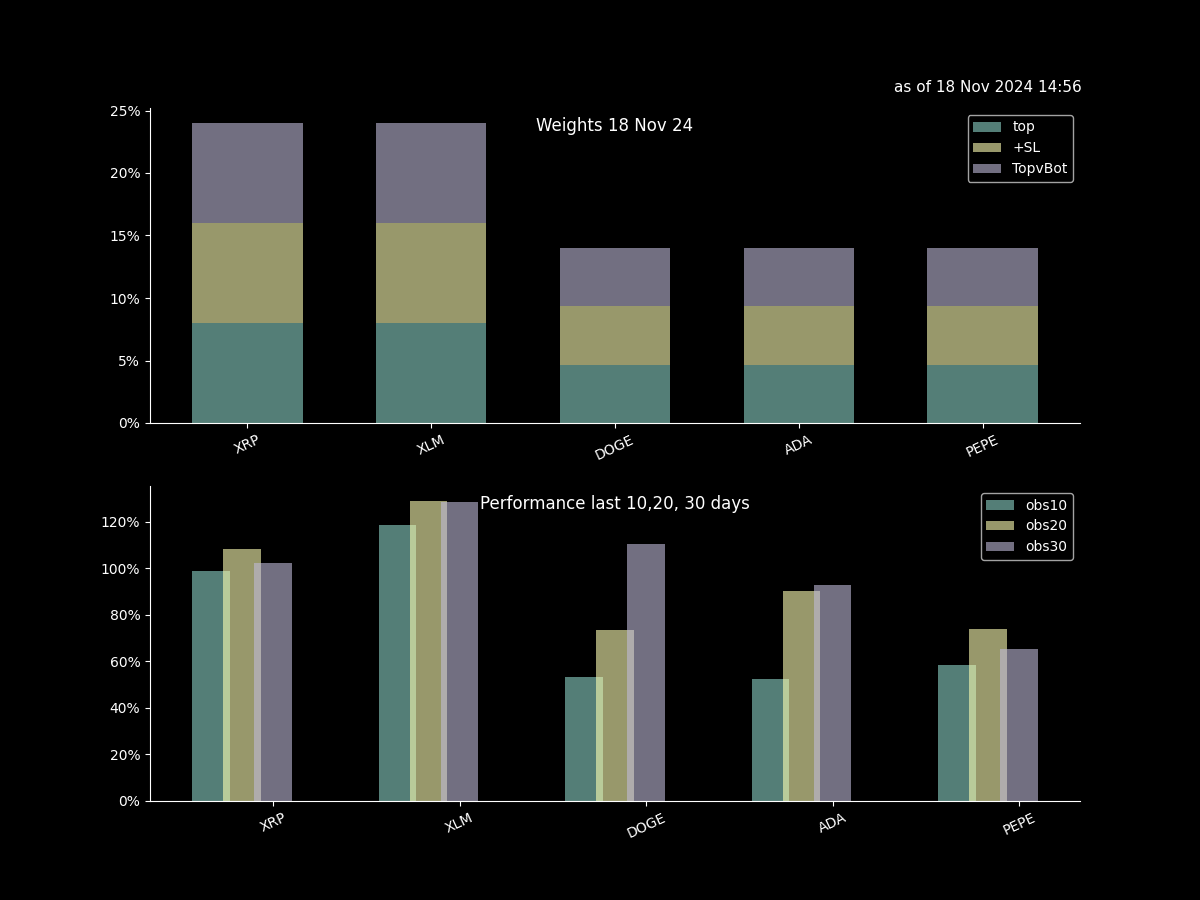 as of 18 Nov 2024 14:56
Weights 18 Nov 24
25%
20%
15%
10%
5%
0%
top
+SL
TopvBot
XRP
XLM
DOGE
ADA
PEPE
Performance last 10,20, 30 days
120%
100%
80%
60%
40%
20%
0%
obs10
obs20
obs30
XRP
XLM
DOGE
ADA
PEPE